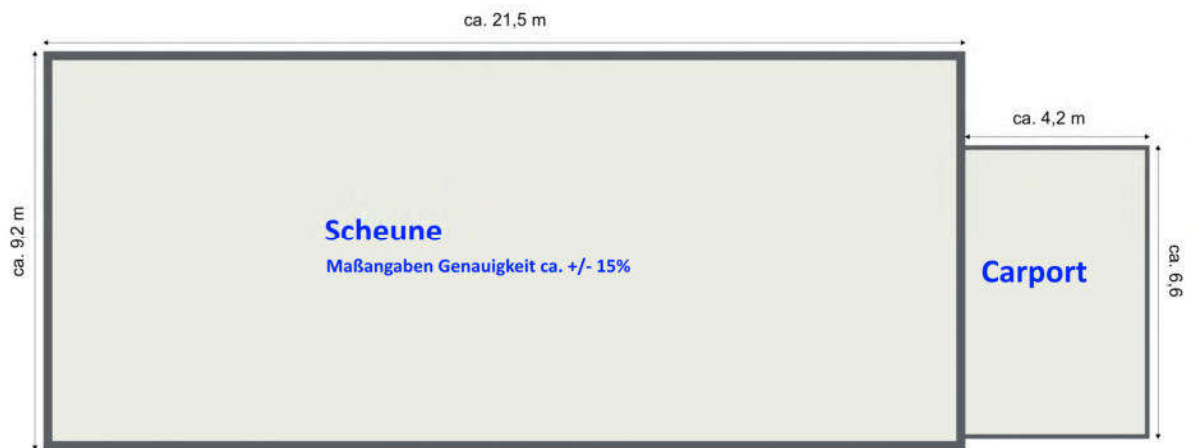 ca. 21,5 m
ca. 4,2 m
ca. 9,2 m
Scheune
Maßangaben Genauigkeit ca. +/- 15%
Carport
ca. 6,6